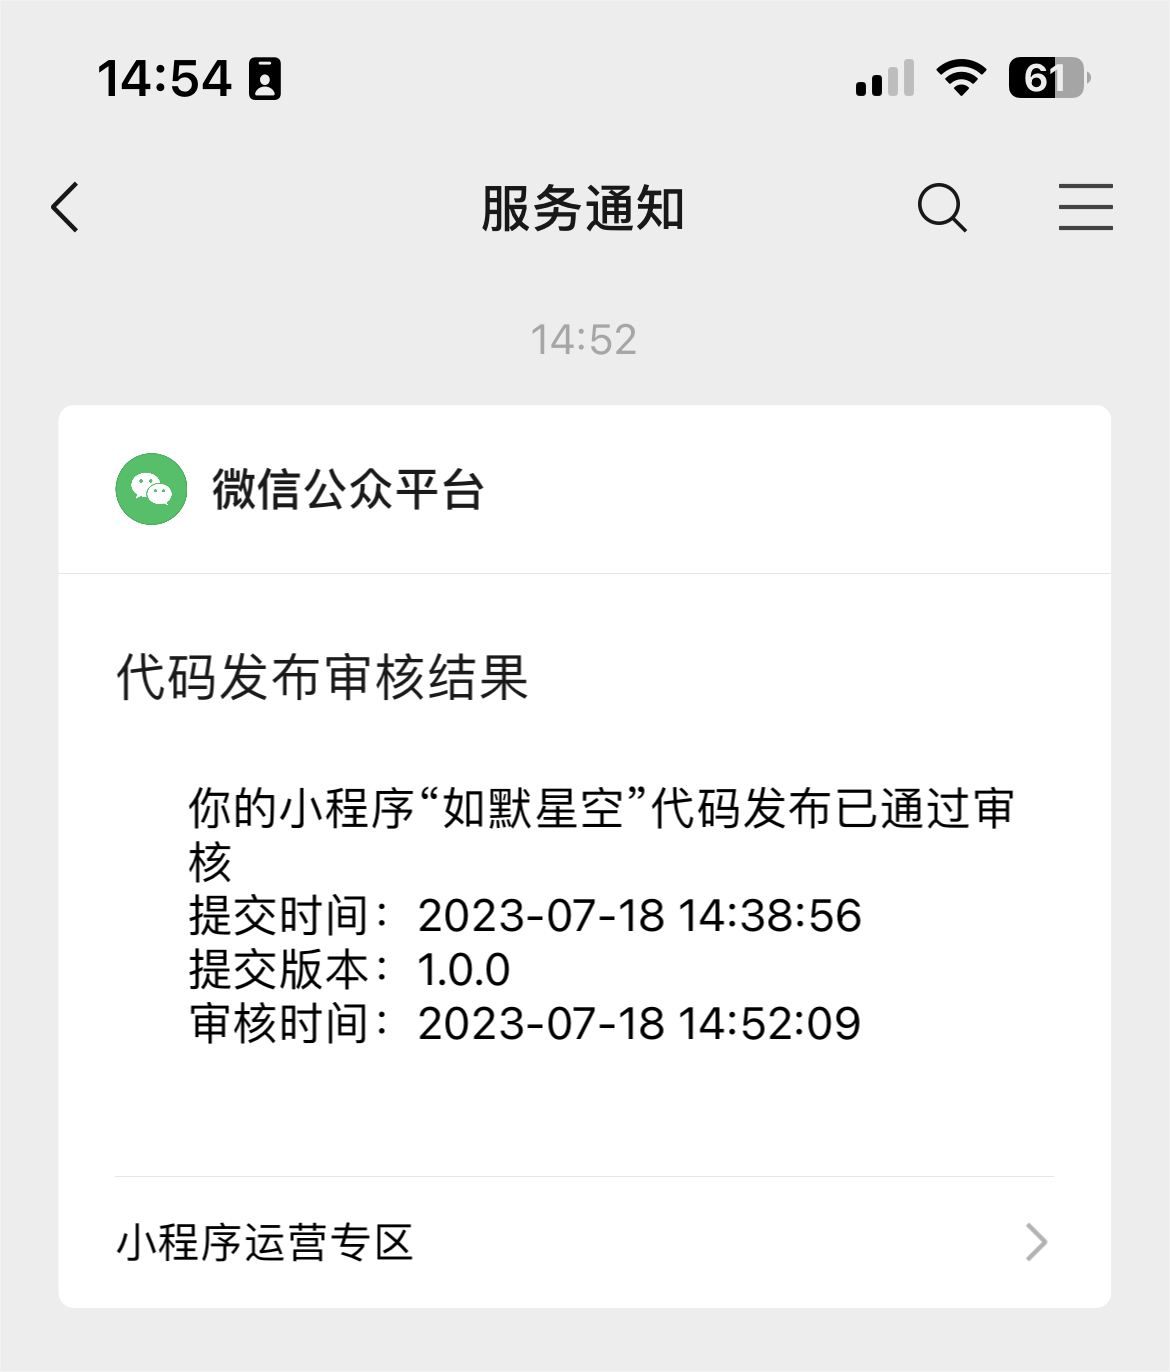 14:54
61
服务通知
14:52
微信公众平台
代码发布审核结果
你的小程序“如默星空”代码发布已通过审
核
提交时间：2023-07-18 14:38:56
提交版本：1.0.0
审核时间：2023-07-18 14:52:09
小程序运营专区